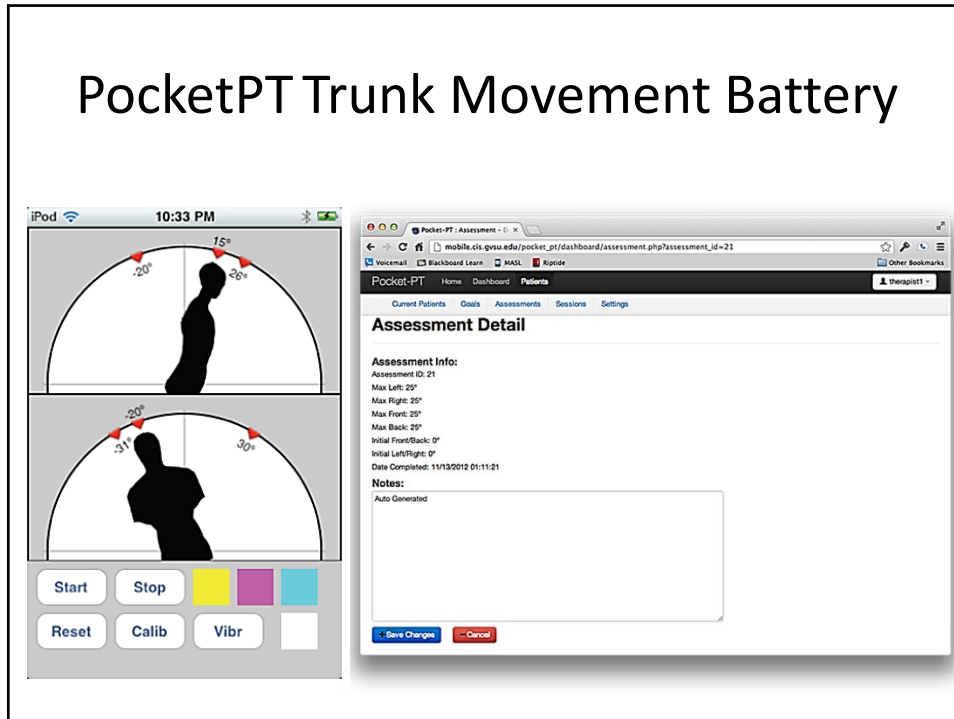 PocketPT Trunk Movement Battery
iPod 10:33 PM
15°
-20° 26°
-20°
-31° 30°
Start Stop
Reset Calib Vibr
Pocket-PT : Assessment - D
mobile.cis.gvsu.edu/pocket_pt/dashboard/assessment.php?assessment_id=21
Voicemail Blackboard Learn MASL Riptide Other Bookmarks
Pocket-PT Home Dashboard Patients therapist1
Current Patients Goals Assessments Sessions Settings
Assessment Detail
Assessment Info:
Assessment ID: 21
Max Left: 25°
Max Right: 25°
Max Front: 25°
Max Back: 25°
Initial Front/Back: 0°
Initial Left/Right: 0°
Date Completed: 11/13/2012 01:11:21
Notes:
Auto Generated
+Save Changes −Cancel